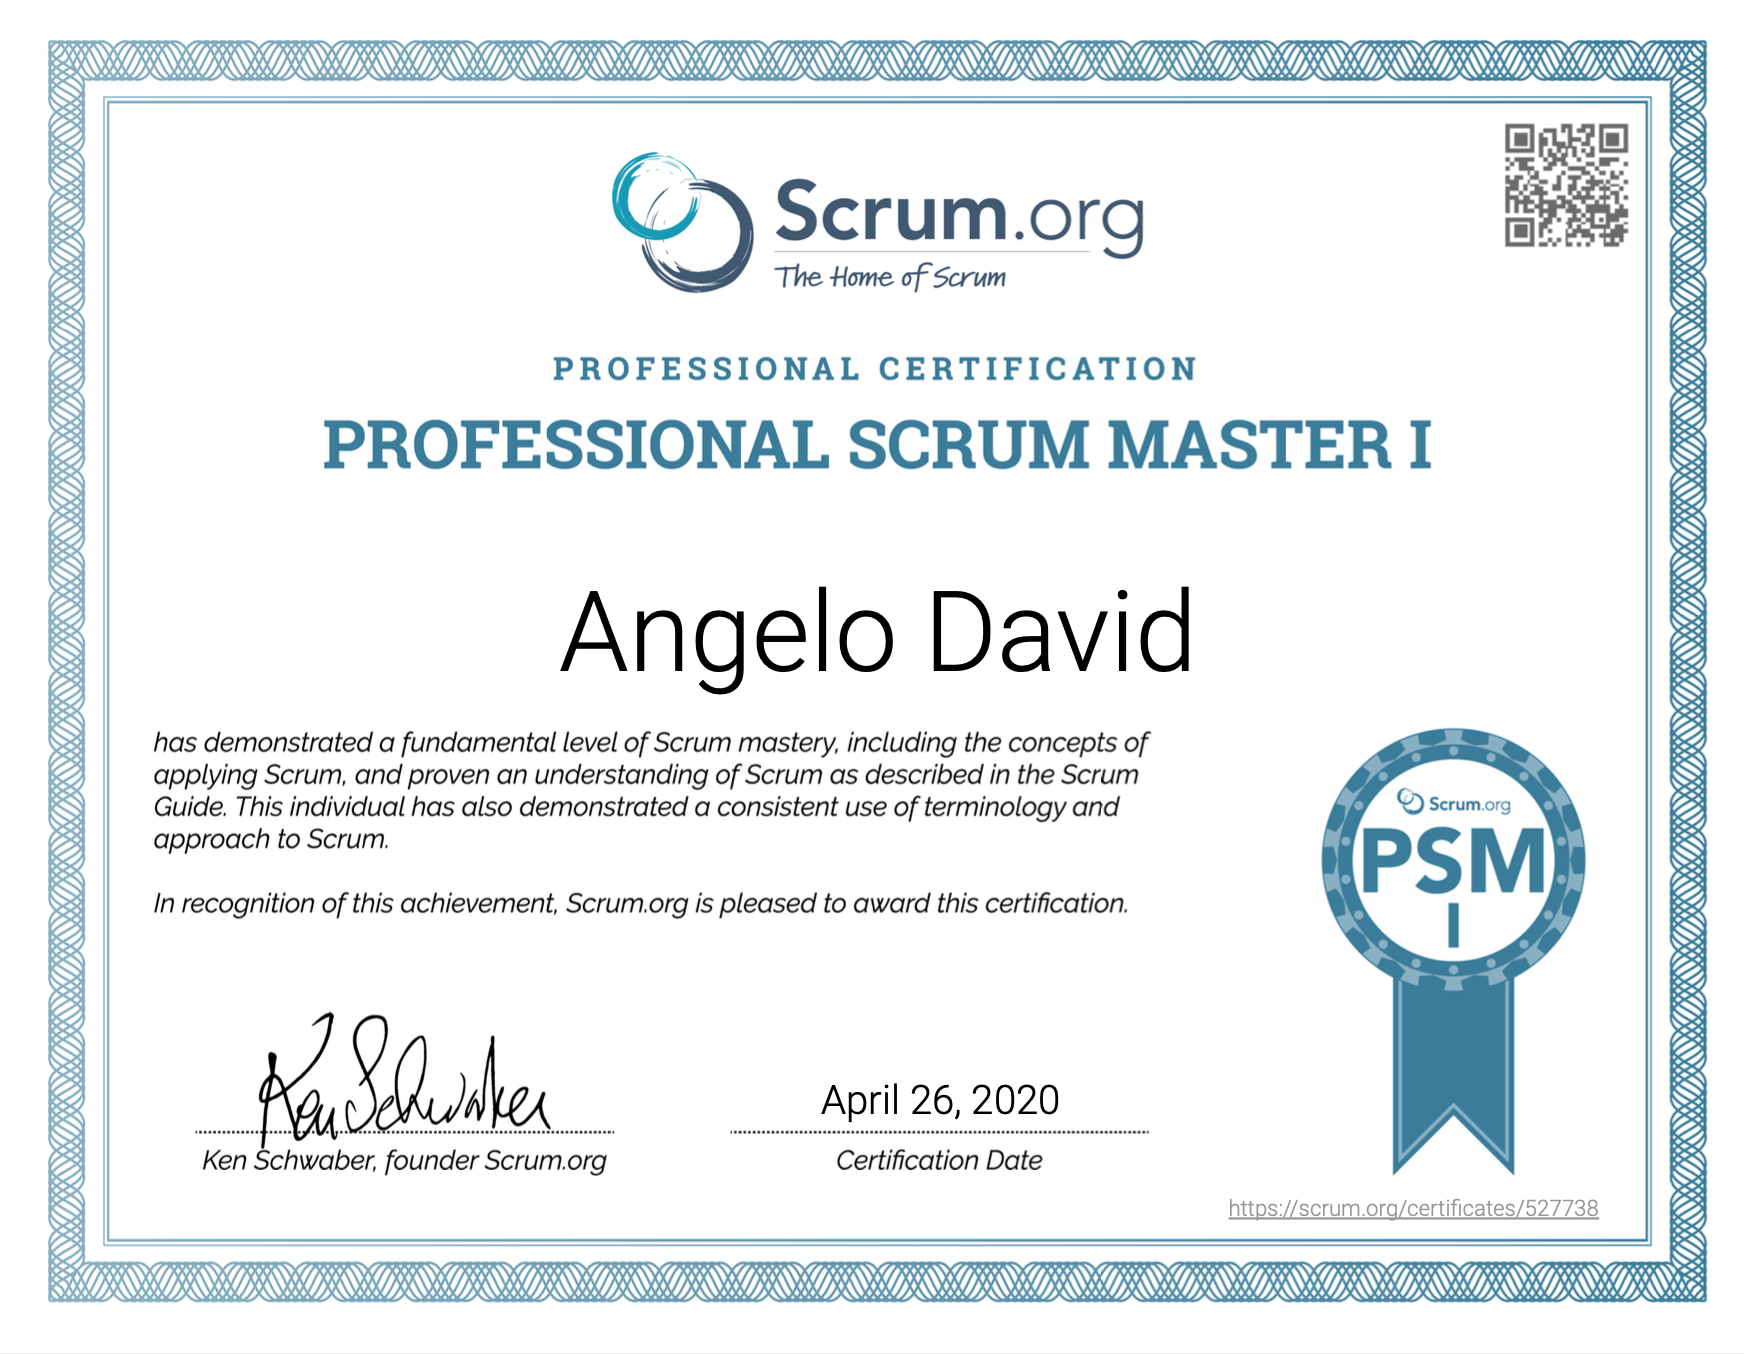 Scrum.org
The Home of Scrum
PROFESSIONAL CERTIFICATION
PROFESSIONAL SCRUM MASTER I
Angelo David
has demonstrated a fundamental level of Scrum mastery, including the concepts of
applying Scrum, and proven an understanding of Scrum as described in the Scrum
Guide. This individual has also demonstrated a consistent use of terminology and
approach to Scrum.
In recognition of this achievement, Scrum.org is pleased to award this certification.
Scrum.org
PSM
I
Ken Schwaber
Ken Schwaber, founder Scrum.org
April 26, 2020
Certification Date
https://scrum.org/certificates/527738